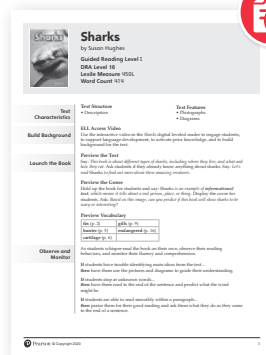 Sharks
Sharks
by Susan Hughes
Guided Reading Level I
DRA Level 16
Lexile Measure 450L
Word Count 414
Text Characteristics
Text Structure
• Description
Text Features
• Photographs
• Diagrams
Build Background
ELL Access Video
Use the interactive video in the Sharks digital leveled reader to engage students,
to support language development, to activate prior knowledge, and to build
background for the text.
Launch the Book
Preview the Text
Say: This book is about different types of sharks, including where they live, and what and
how they eat. Ask students if they already know anything about sharks. Say: Let's
read Sharks to find out more about these amazing creatures.
Preview the Genre
Hold up the book for students and say: Sharks is an example of informational
text, which means it tells about a real person, place, or thing. Display the cover for
students, Ask: Based on this image, can you predict if this book will show sharks to be
scary or interesting?
Preview Vocabulary
fin (p. 2) gills (p. 9)
hunter (p. 5) endangered (p. 16)
cartilage (p. 6)
Observe and Monitor
As students whisper-read the book on their own, observe their reading
behaviors, and monitor their fluency and comprehension.
If students have trouble identifying main ideas from the text...
then have them use the pictures and diagrams to guide their understanding.
If students stop at unknown words...
then have them read to the end of the sentence and predict what the word
might be.
If students are able to read smoothly within a paragraph...
then praise them for their good reading and ask them what they do as they come
to the end of a sentence.
Pearson © Copyright 2020
1